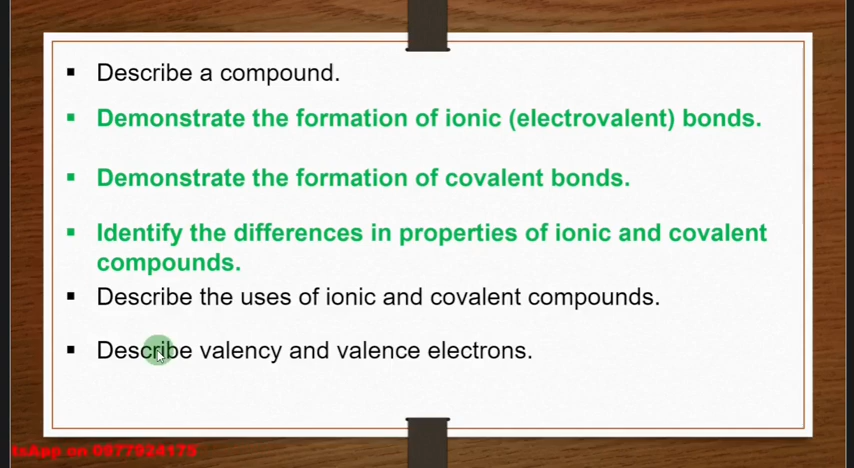 ▪ Describe a compound.
▪ Demonstrate the formation of ionic (electrovalent) bonds.
▪ Demonstrate the formation of covalent bonds.
▪ Identify the differences in properties of ionic and covalent
compounds.
▪ Describe the uses of ionic and covalent compounds.
▪ Describe valency and valence electrons.
tsApp on 0977924175